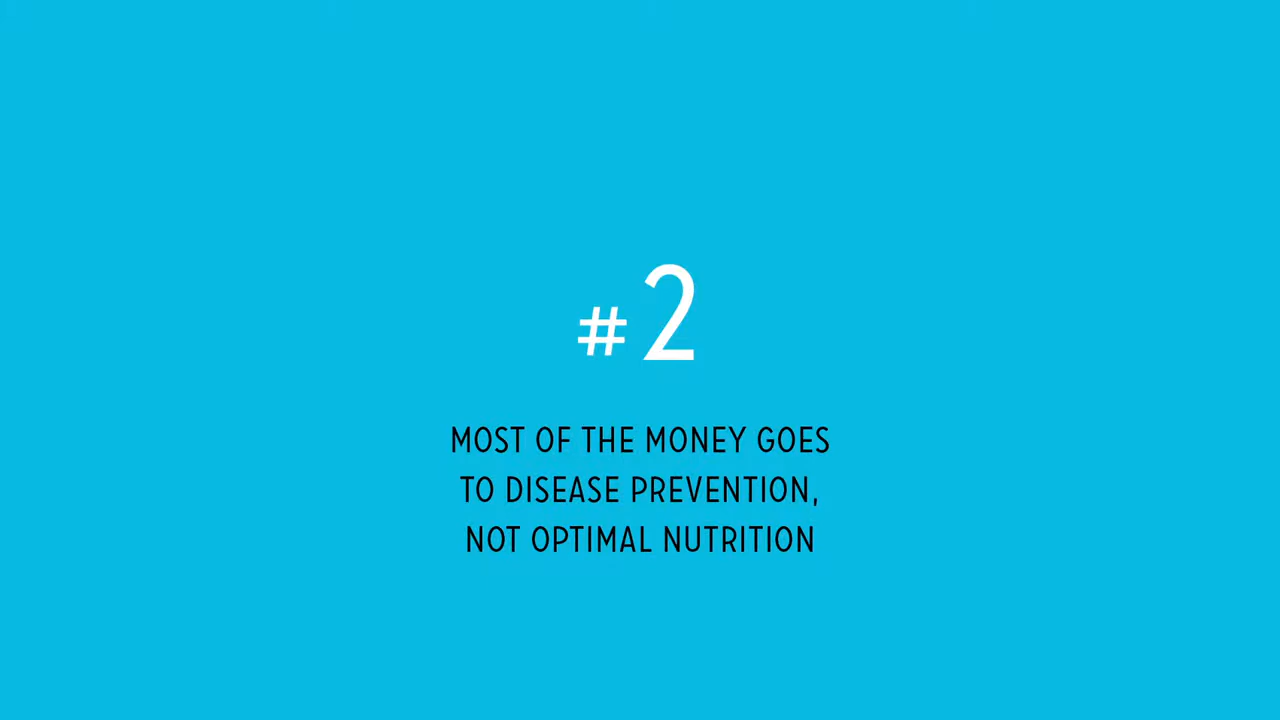 # 2
MOST OF THE MONEY GOES
TO DISEASE PREVENTION,
NOT OPTIMAL NUTRITION